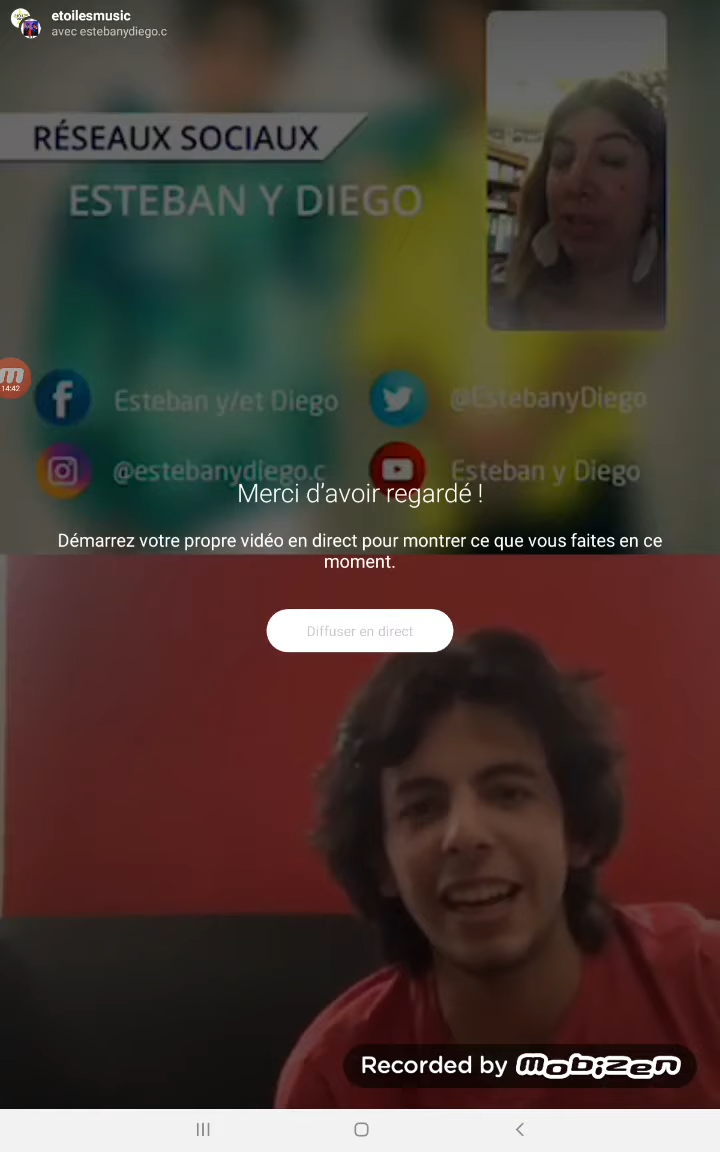 etoilesmusic
avec estebanydiego.c
RÉSEAUX SOCIAUX
ESTEBAN Y DIEGO
14:42
Esteban y/et Diego
@EstebanyDiego
@estebanydiego.c
Esteban y Diego
Merci d’avoir regardé !
Démarrez votre propre vidéo en direct pour montrer ce que vous faites en ce
moment.
Diffuser en direct
Recorded by mobizen